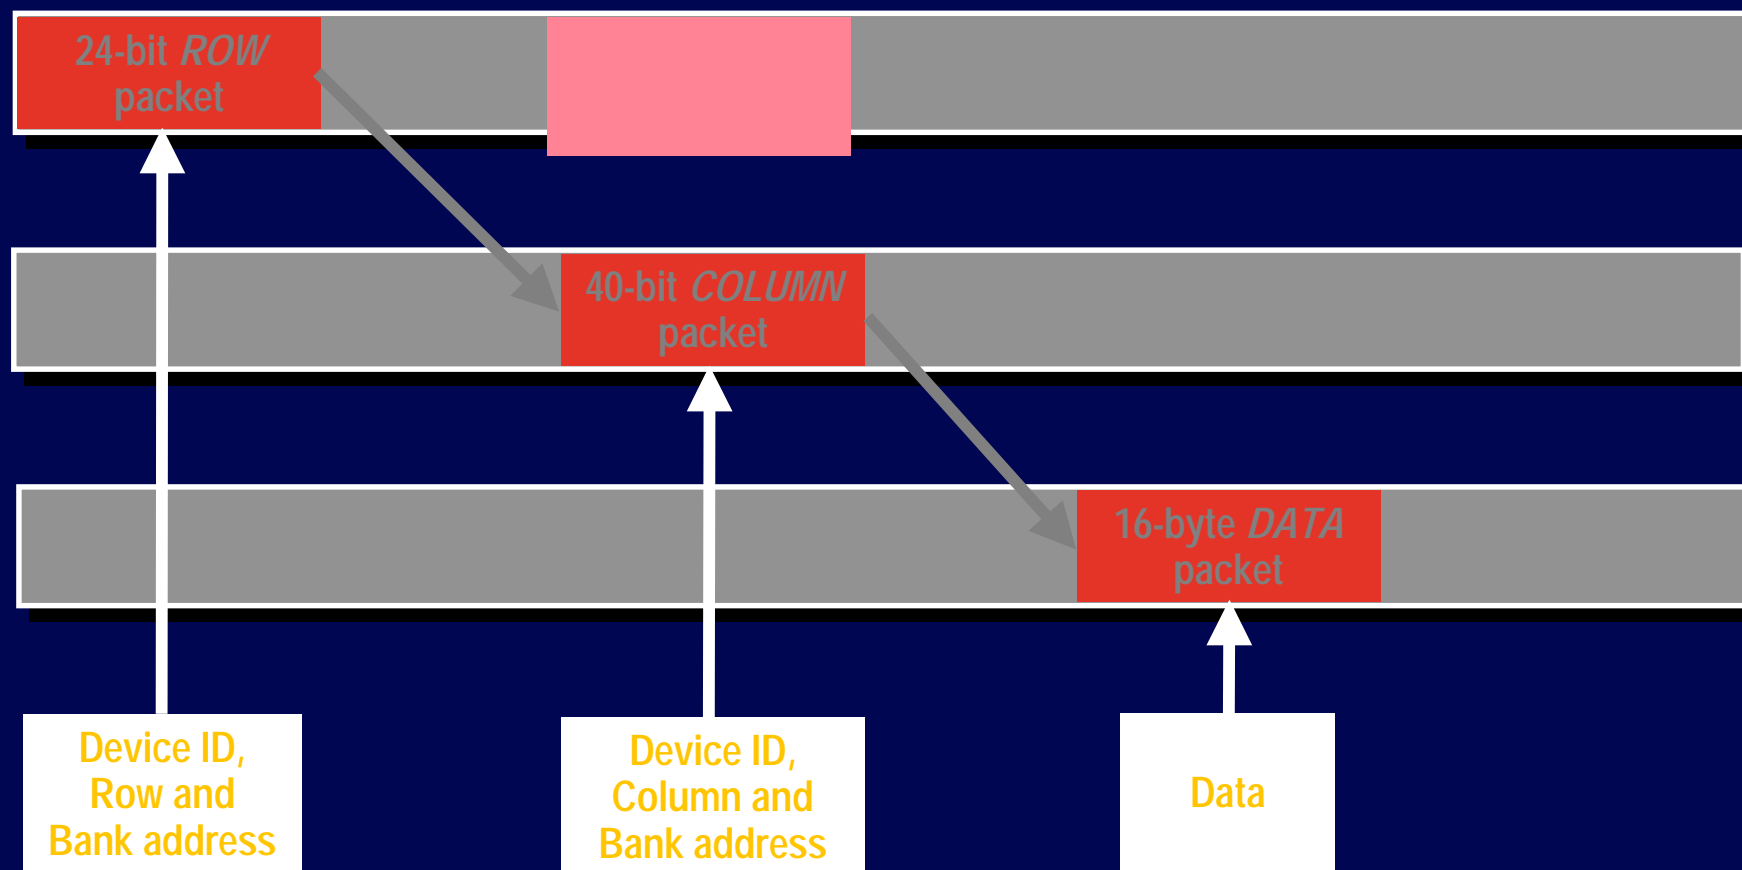 24-bit ROW
packet
40-bit COLUMN
packet
16-byte DATA
packet
Device ID,
Row and
Bank address
Device ID,
Column and
Bank address
Data